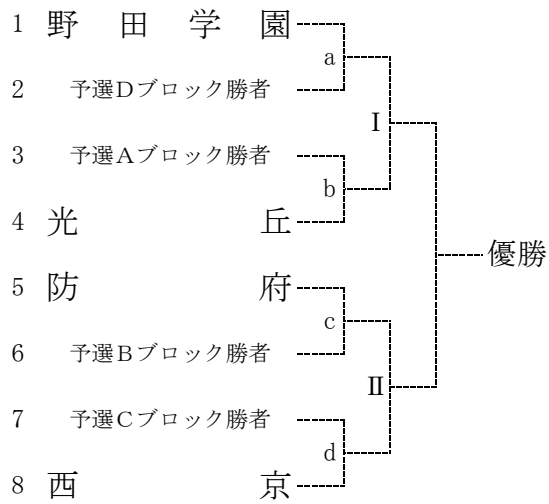 1 野田学園
a
2 予選Dブロック勝者
I
3 予選Aブロック勝者
b
4 光丘
優勝
5 防府
c
6 予選Bブロック勝者
II
7 予選Cブロック勝者
d
8 西京